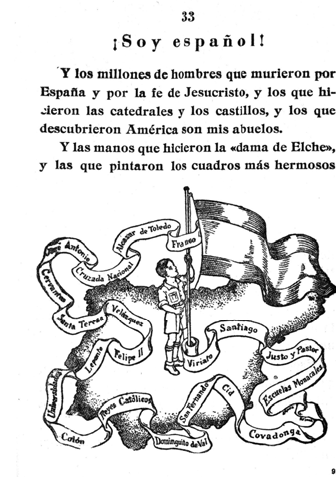 33
¡Soy español!
Y los millones de hombres que murieron por
España y por la fe de Jesucristo, y los que hi-
cieron las catedrales y los castillos, y los que
descubrieron América son mis abuelos.
Y las manos que hicieron la «dama de Elche»,
y las que pintaron los cuadros más hermosos
Franco
Alcázar de Toledo
Cruzada Nacional
José Antonio
Cervantes
Santa Teresa
Velázquez
Felipe II
Lepanto
Colón
Reyes Católicos
Dominguito de Val
San Fernando
Cid
Covadonga
Escuelas Monacales
Justo y Pastor
Santiago
Viriato
9